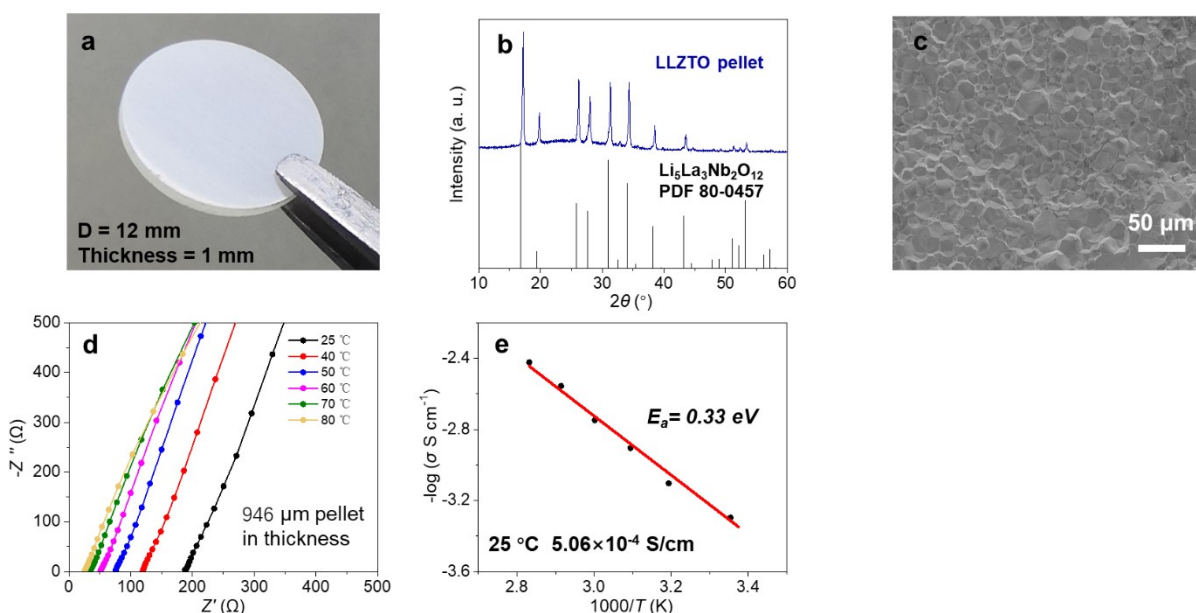 a
D = 12 mm
Thickness = 1 mm
b
LLZTO pellet
Li₅La₃Nb₂O₁₂
PDF 80-0457
Intensity (a. u.)
10 20 30 40 50 60
2θ (°)
c
50 μm
d
500
400
300
200
100
0
-Z'' (Ω)
25 ℃
40 ℃
50 ℃
60 ℃
70 ℃
80 ℃
946 μm pellet
in thickness
0 100 200 300 400 500
Z' (Ω)
e
-2.4
-2.8
-3.2
-3.6
-log (σ S cm⁻¹)
Eₐ= 0.33 eV
25 °C 5.06×10⁻⁴ S/cm
2.8 3.0 3.2 3.4
1000/T (K)